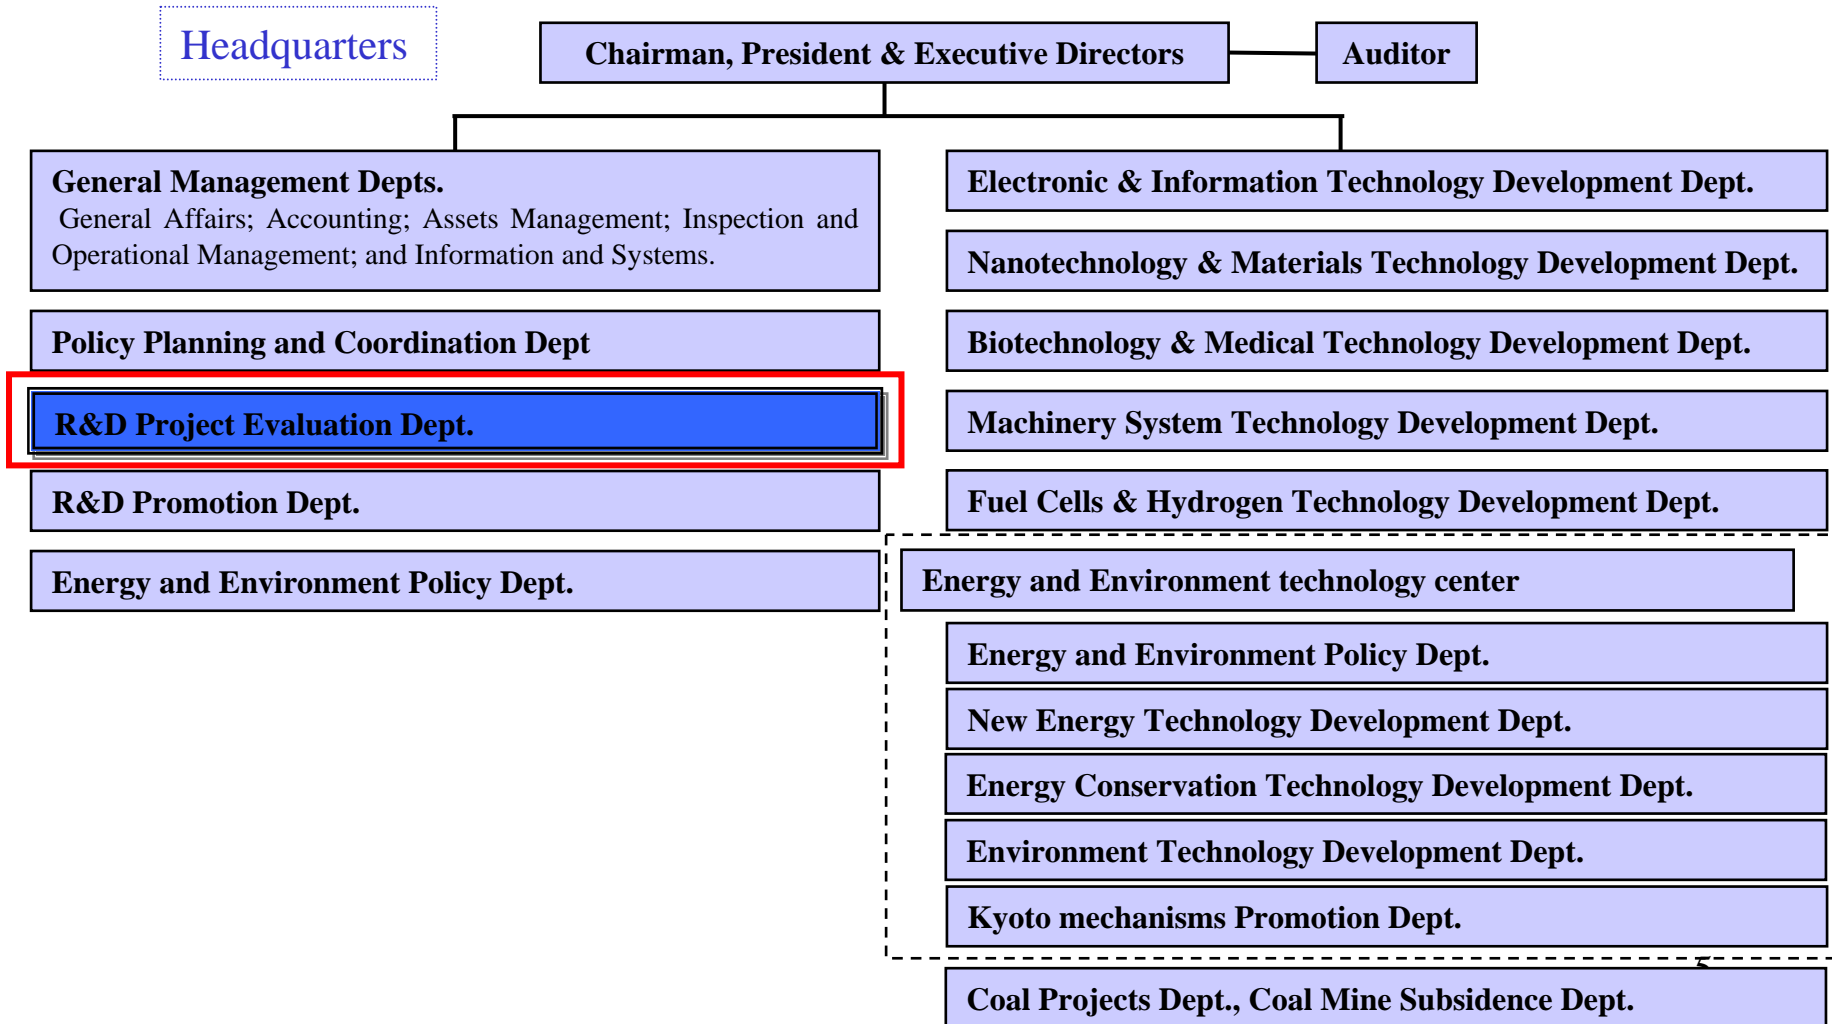 Headquarters
Chairman, President & Executive Directors
Auditor
General Management Depts.
General Affairs; Accounting; Assets Management; Inspection and
Operational Management; and Information and Systems.
Policy Planning and Coordination Dept
R&D Project Evaluation Dept.
R&D Promotion Dept.
Energy and Environment Policy Dept.
Electronic & Information Technology Development Dept.
Nanotechnology & Materials Technology Development Dept.
Biotechnology & Medical Technology Development Dept.
Machinery System Technology Development Dept.
Fuel Cells & Hydrogen Technology Development Dept.
Energy and Environment technology center
Energy and Environment Policy Dept.
New Energy Technology Development Dept.
Energy Conservation Technology Development Dept.
Environment Technology Development Dept.
Kyoto mechanisms Promotion Dept.
Coal Projects Dept., Coal Mine Subsidence Dept.